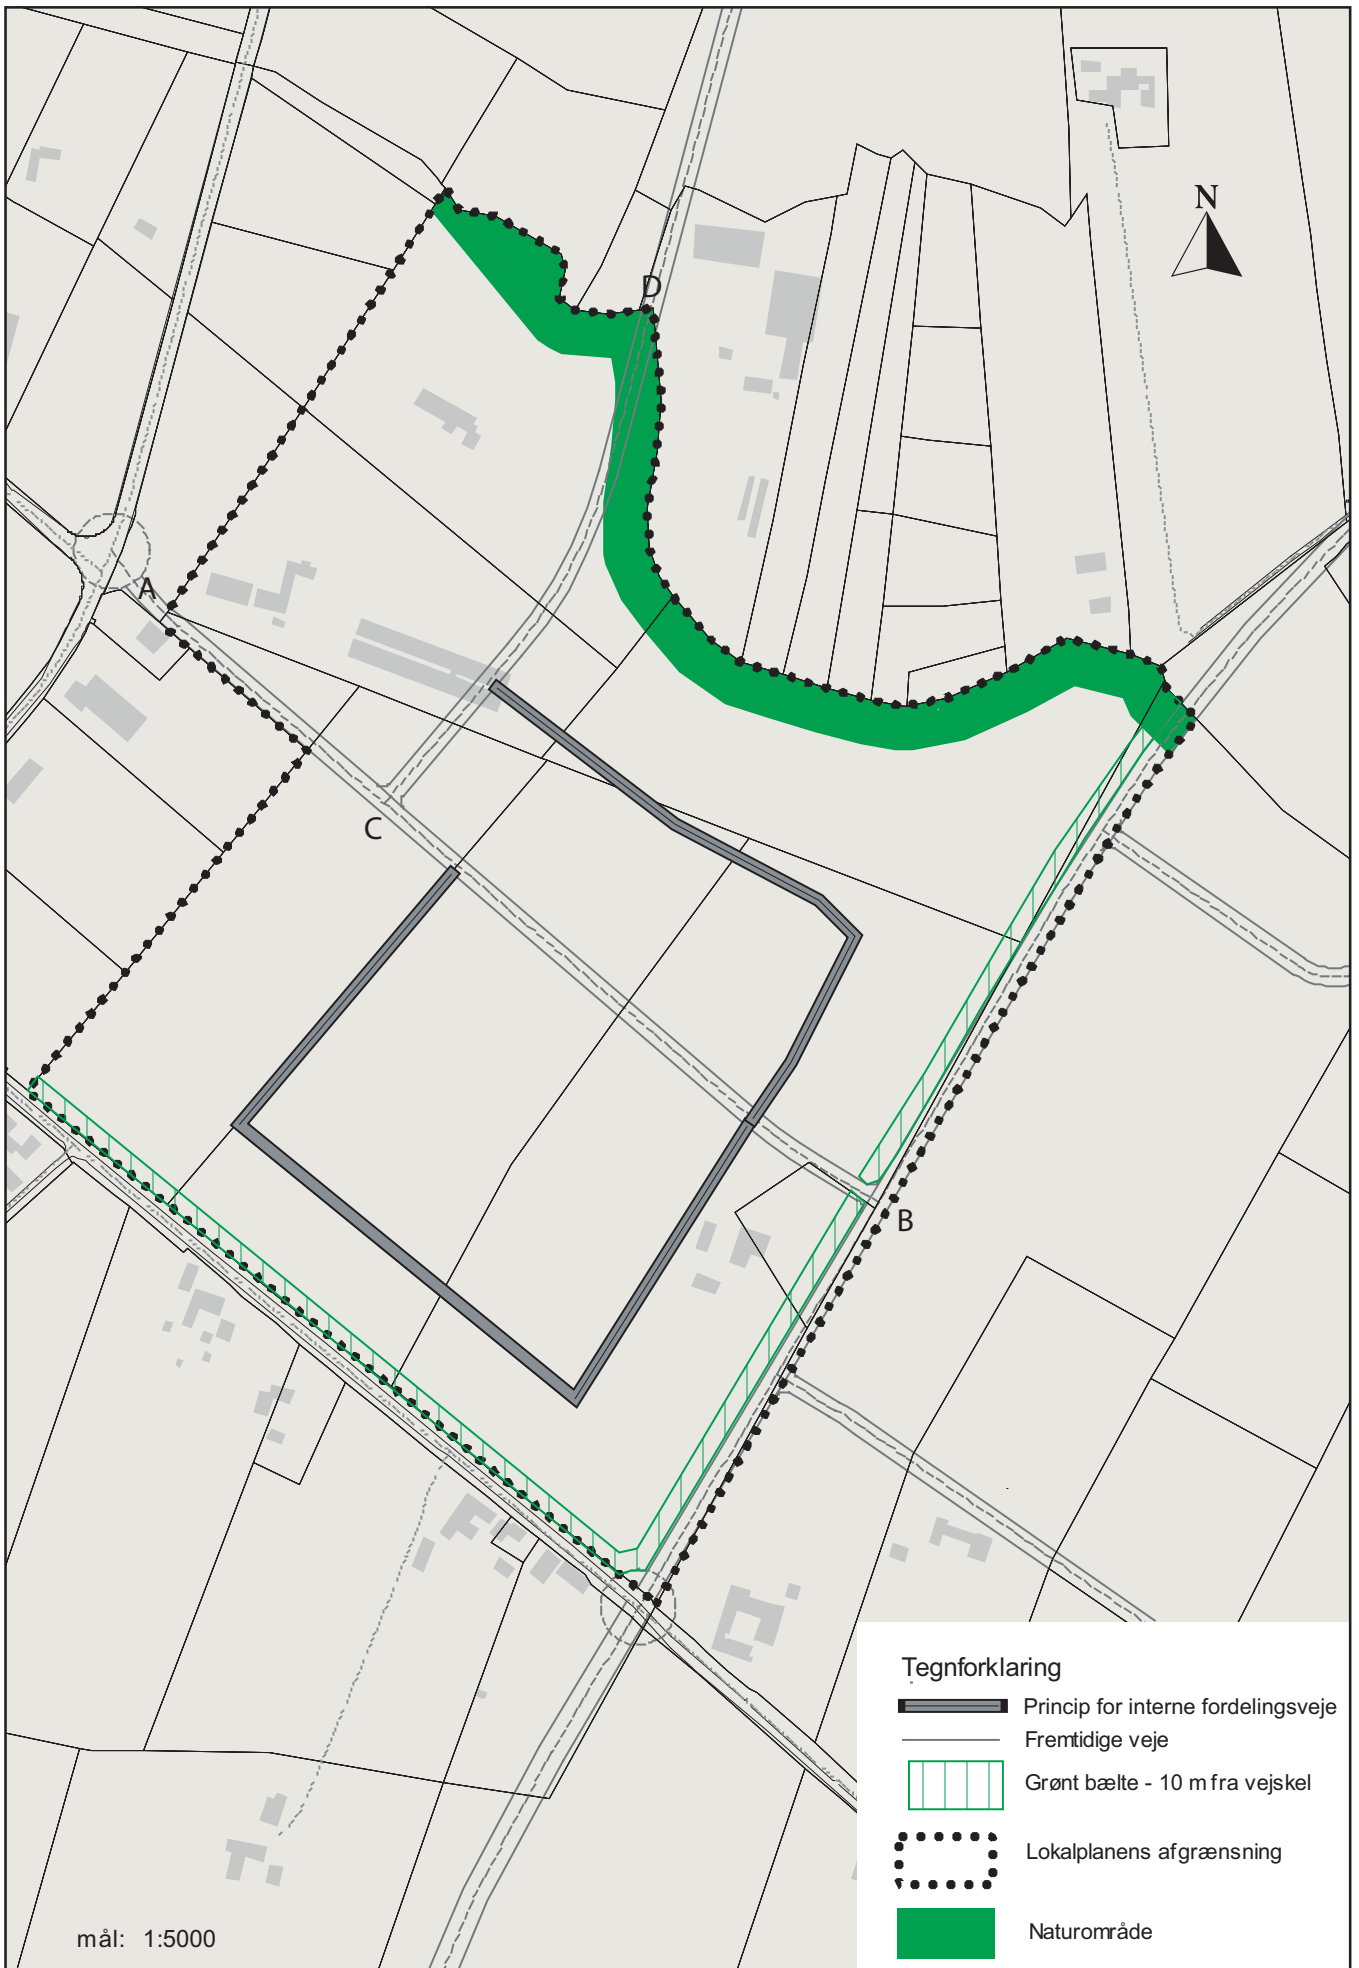 N
D
A
C
B
Tegnforklaring
Princip for interne fordelingsveje
Fremtidige veje
Grønt bælte - 10 m fra vejskel
Lokalplanens afgrænsning
Naturområde
mål: 1:5000